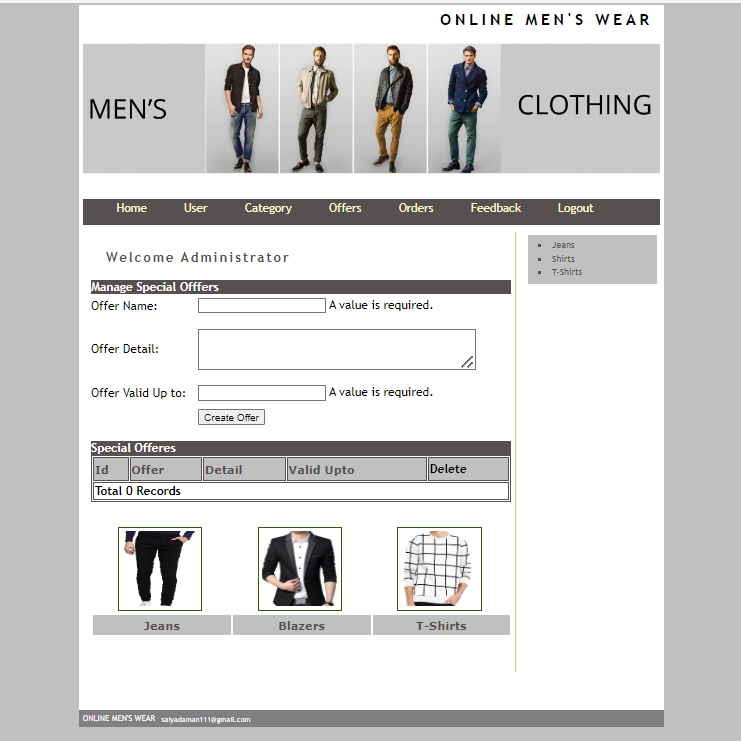 ONLINE MEN'S WEAR
MEN'S CLOTHING
Home User Category Offers Orders Feedback Logout
Welcome Administrator
Jeans
Shirts
T-Shirts
Manage Special Offfers
Offer Name: A value is required.
Offer Detail:
Offer Valid Up to: A value is required.
Create Offer
Special Offeres
Id Offer Detail Valid Upto Delete
Total 0 Records
Jeans Blazers T-Shirts
ONLINE MEN'S WEAR saiyadaman111@gmail.com